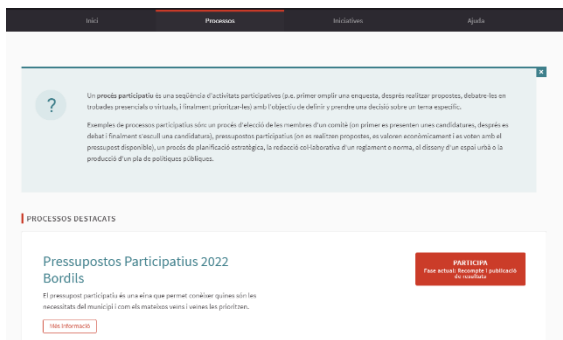 Inici Processos Iniciatives Ajuda
×
?
Un procés participatiu és una seqüència d'activitats participatives (p.e. primer omplir una enquesta, després realitzar propostes, debatre-les en
trobades presencials o virtuals, i finalment prioritzar-les) amb l'objectiu de definir y prendre una decisió sobre un tema específic.
Exemples de processos participatius són: un procés d'elecció de les membres d'un comitè (on primer es presenten unes candidatures, després es
debat i finalment s'escull una candidatura), pressupostos participatius (on es realitzen propostes, es valoren econòmicament i es voten amb el
pressupost disponible), un procés de planificació estratègica, la redacció col·laborativa d'un reglament o norma, el disseny d'un espai urbà o la
producció d'un pla de polítiques públiques.
PROCESSOS DESTACATS
Pressupostos Participatius 2022
Bordils
El pressupost participatiu és una eina que permet conèixer quines són les
necessitats del municipi i com els mateixos veïns i veïnes les prioritzen.
Més informació
PARTICIPA
Fase actual: Recompte i publicació
de resultats